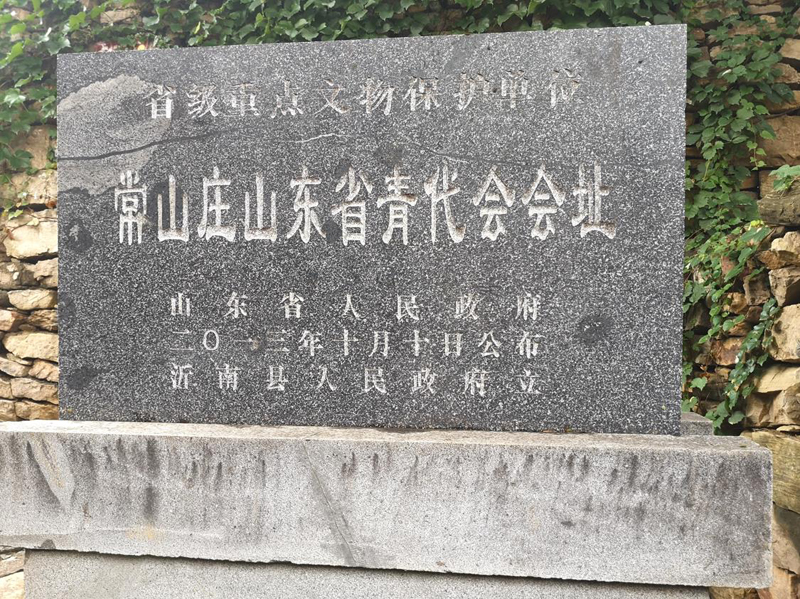 省级重点文物保护单位
常山庄山东省青代会会址
山东省人民政府
二〇一三年十月十日公布
沂南县人民政府立